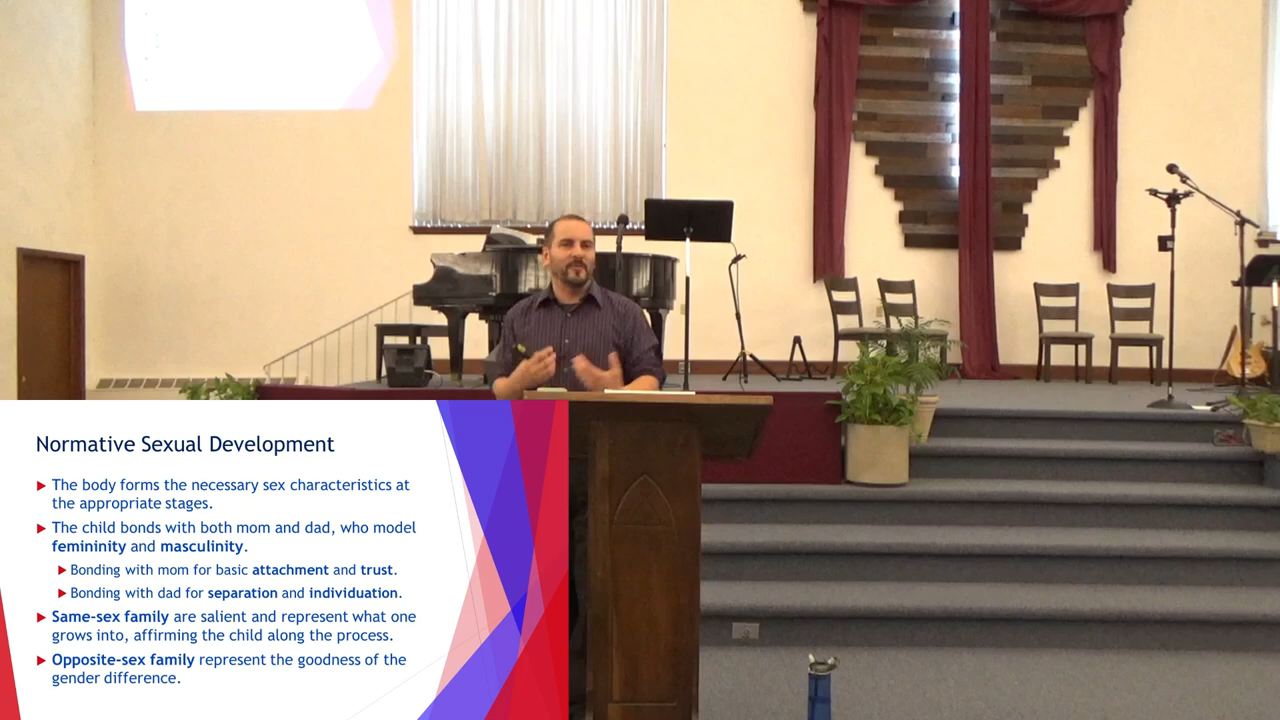 Normative Sexual Development
The body forms the necessary sex characteristics at
the appropriate stages.
The child bonds with both mom and dad, who model
femininity and masculinity.
Bonding with mom for basic attachment and trust.
Bonding with dad for separation and individuation.
Same-sex family are salient and represent what one
grows into, affirming the child along the process.
Opposite-sex family represent the goodness of the
gender difference.